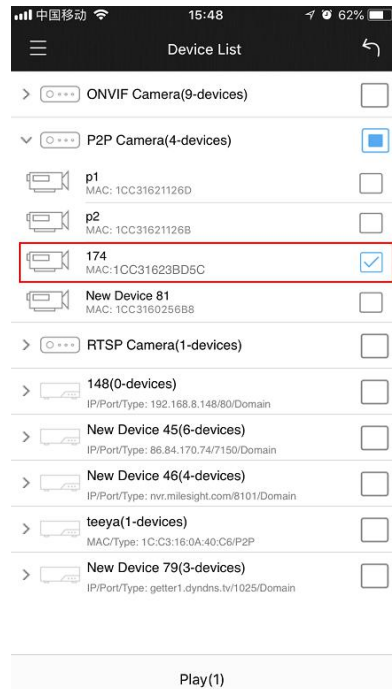 中国移动 15:48 62%
Device List
ONVIF Camera(9-devices)
P2P Camera(4-devices)
p1
MAC: 1CC31621126D
p2
MAC: 1CC31621126B
174
MAC:1CC31623BD5C
New Device 81
MAC: 1CC3160256B8
RTSP Camera(1-devices)
148(0-devices)
IP/Port/Type: 192.168.8.148/80/Domain
New Device 45(6-devices)
IP/Port/Type: 86.84.170.74/7150/Domain
New Device 46(4-devices)
IP/Port/Type: nvr.milesight.com/8101/Domain
teeya(1-devices)
MAC/Type: 1C:C3:16:0A:40:C6/P2P
New Device 79(3-devices)
IP/Port/Type: getter1.dyndns.tv/1025/Domain
Play(1)